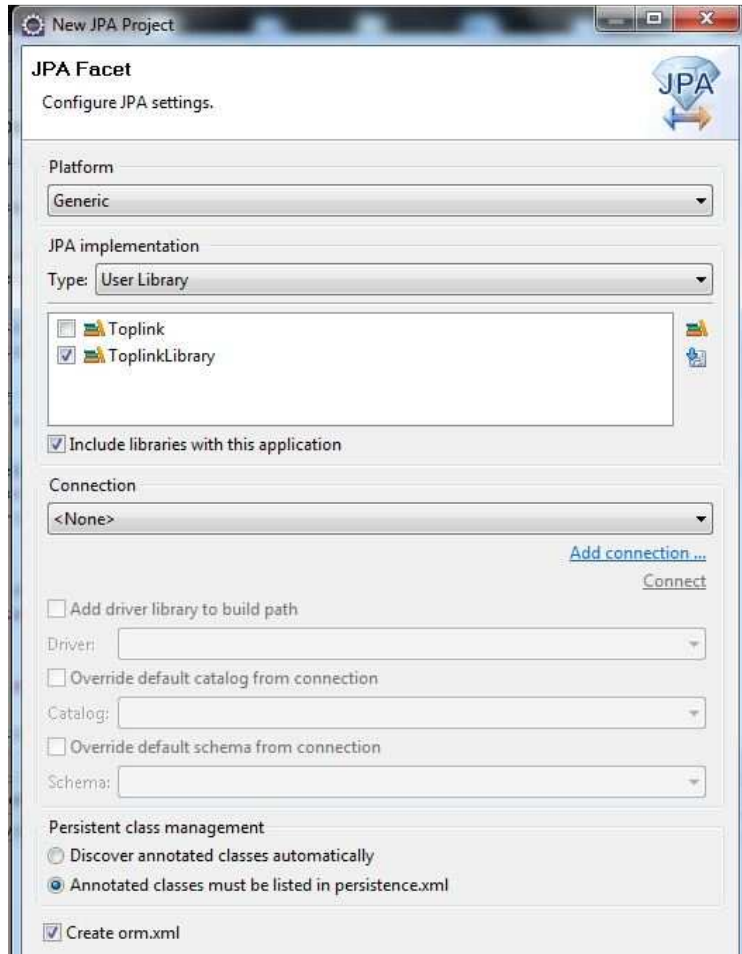 New JPA Project
JPA Facet
Configure JPA settings.
JPA
Platform
Generic
JPA implementation
Type: User Library
Toplink
ToplinkLibrary
Include libraries with this application
Connection
<None>
Add connection ...
Connect
Add driver library to build path
Driver:
Override default catalog from connection
Catalog:
Override default schema from connection
Schema:
Persistent class management
Discover annotated classes automatically
Annotated classes must be listed in persistence.xml
Create orm.xml